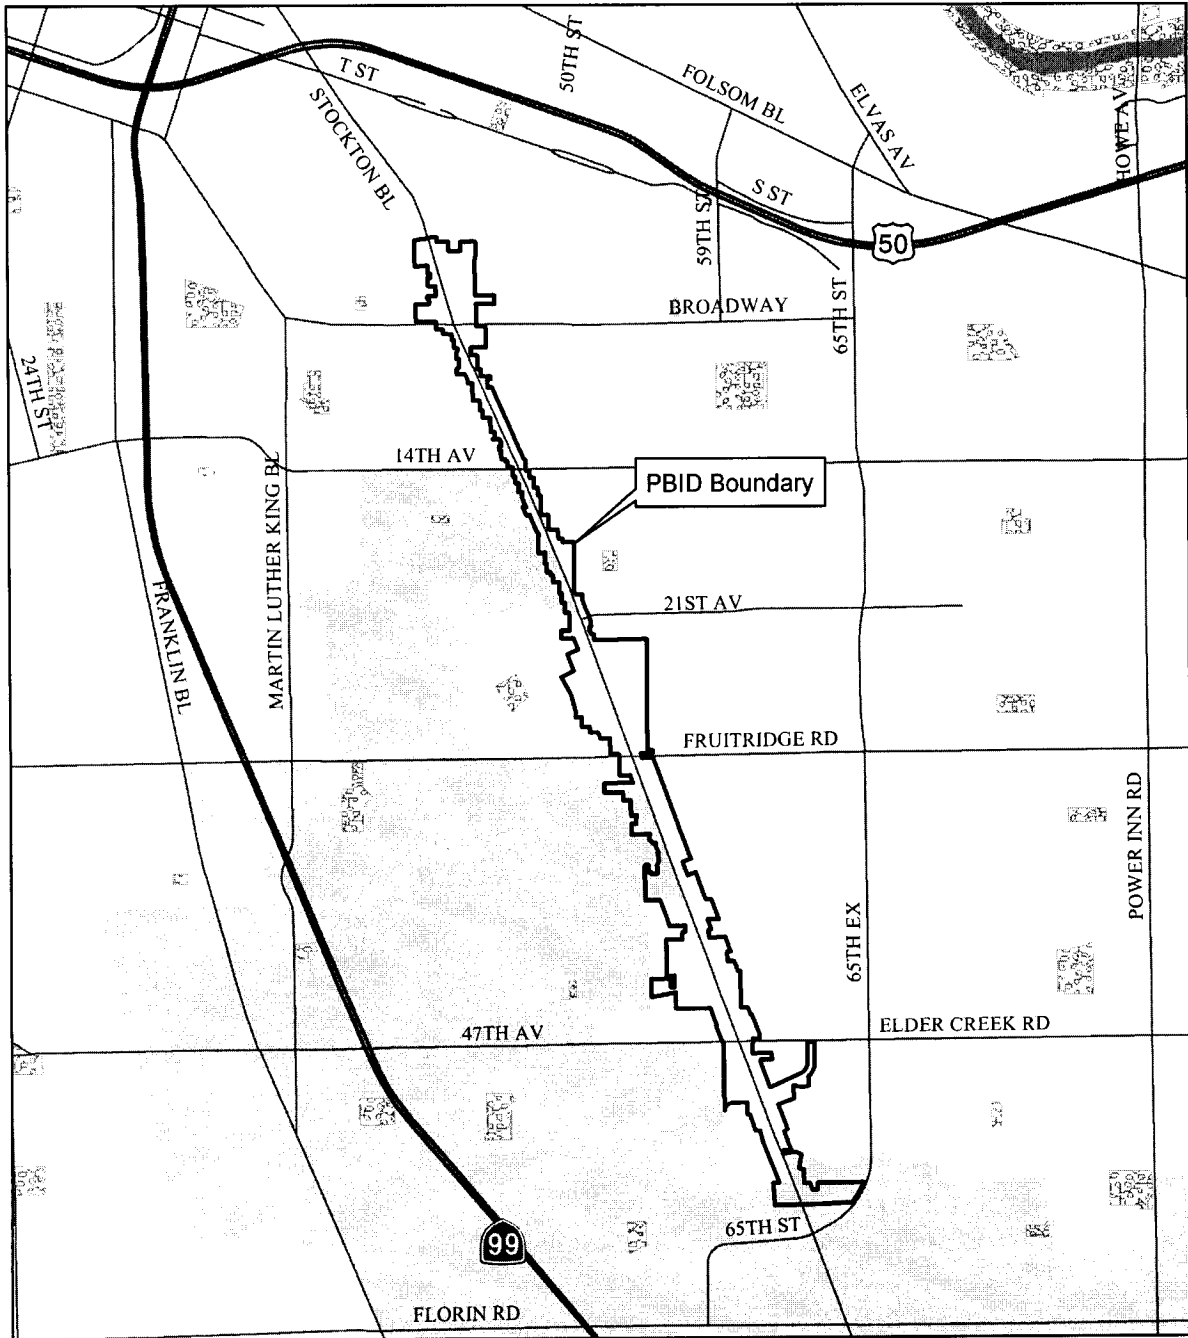 50TH ST
T ST
FOLSOM BL
ELVAS AV
HOWE AV
STOCKTON BL
S ST
59TH ST
50
65TH ST
BROADWAY
24TH ST
14TH AV
MARTIN LUTHER KING BL
PBID Boundary
21ST AV
FRANKLIN BL
FRUITRIDGE RD
POWER INN RD
65TH EX
47TH AV
ELDER CREEK RD
65TH ST
99
FLORIN RD